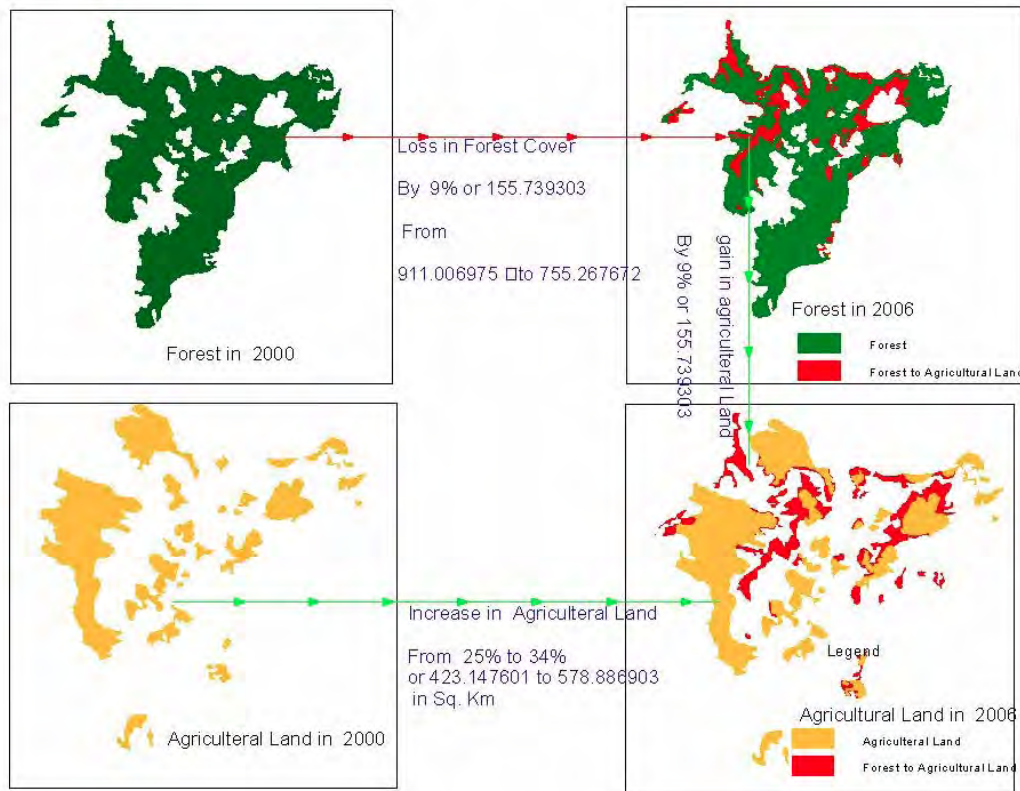 Loss in Forest Cover
By 9% or 155.739303
From
911.006975 □to 755.267672
Forest in 2000
gain in agriculteral Land
By 9% or 155.739303
Forest in 2006
Forest
Forest to Agricultural Land
Increase in Agriculteral Land
From 25% to 34%
or 423.147601 to 578.886903
in Sq. Km
Agriculteral Land in 2000
Legend
Agricultural Land in 2006
Agriculteral Land
Forest to Agricultural Land